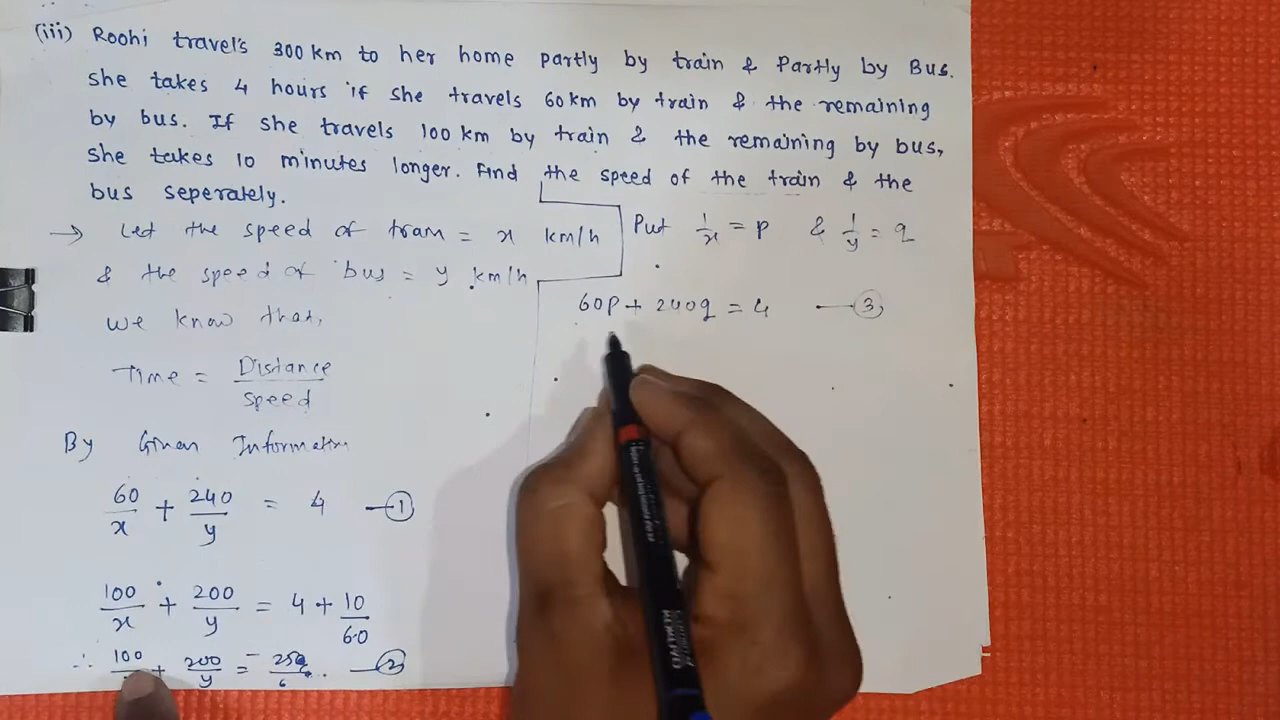 (iii) Roohi travel's 300 km to her home partly by train & Partly by Bus.
she takes 4 hours if she travels 60 km by train & the remaining
by bus. If she travels 100 km by train & the remaining by bus,
she takes 10 minutes longer. Find the speed of the train & the
bus seperately.
→ Let the speed of train = x km/h
& the speed of bus = y km/h
We know that,
Time = Distance / Speed
By Given Information
60/x + 240/y = 4 — ①
100/x + 200/y = 4 + 10/60
∴ 100/ + 200/y = 25/6 — ②
Put 1/x = p & 1/y = q
60p + 240q = 4 — ③